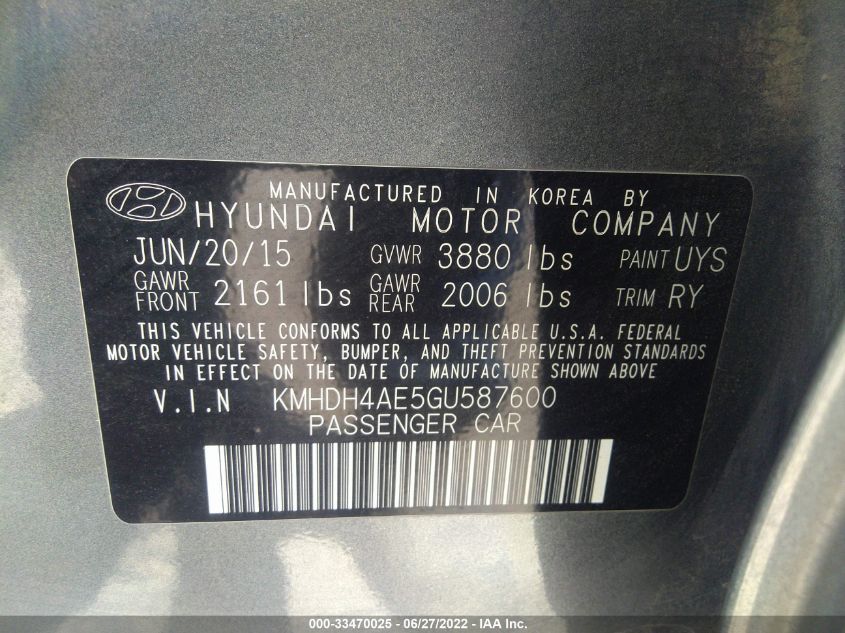 MANUFACTURED IN KOREA BY
HYUNDAI MOTOR COMPANY
JUN/20/15 GVWR 3880 lbs PAINT UYS
GAWR FRONT 2161 lbs GAWR REAR 2006 lbs TRIM RY
THIS VEHICLE CONFORMS TO ALL APPLICABLE U.S.A. FEDERAL
MOTOR VEHICLE SAFETY, BUMPER, AND THEFT PREVENTION STANDARDS
IN EFFECT ON THE DATE OF MANUFACTURE SHOWN ABOVE
V.I.N KMHDH4AE5GU587600
PASSENGER CAR
000-33470025 - 06/27/2022 - IAA Inc.